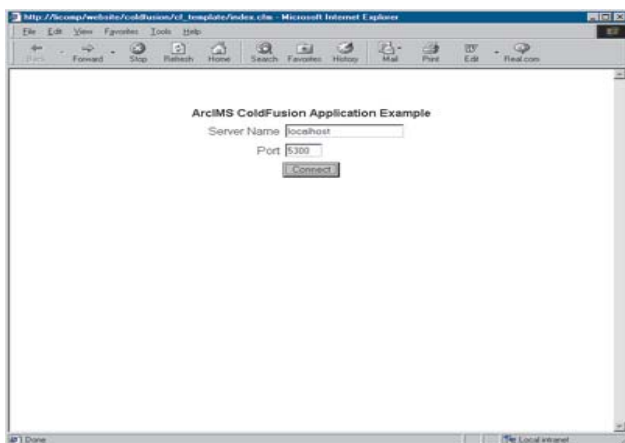 http://ficomp/website/coldfusion/cf_template/index.cfm - Microsoft Internet Explorer
File Edit View Favorites Tools Help
Back Forward Stop Refresh Home Search Favorites History Mail Print Edit Real.com
ArcIMS ColdFusion Application Example
Server Name localhost
Port 5300
Connect
Done Local intranet